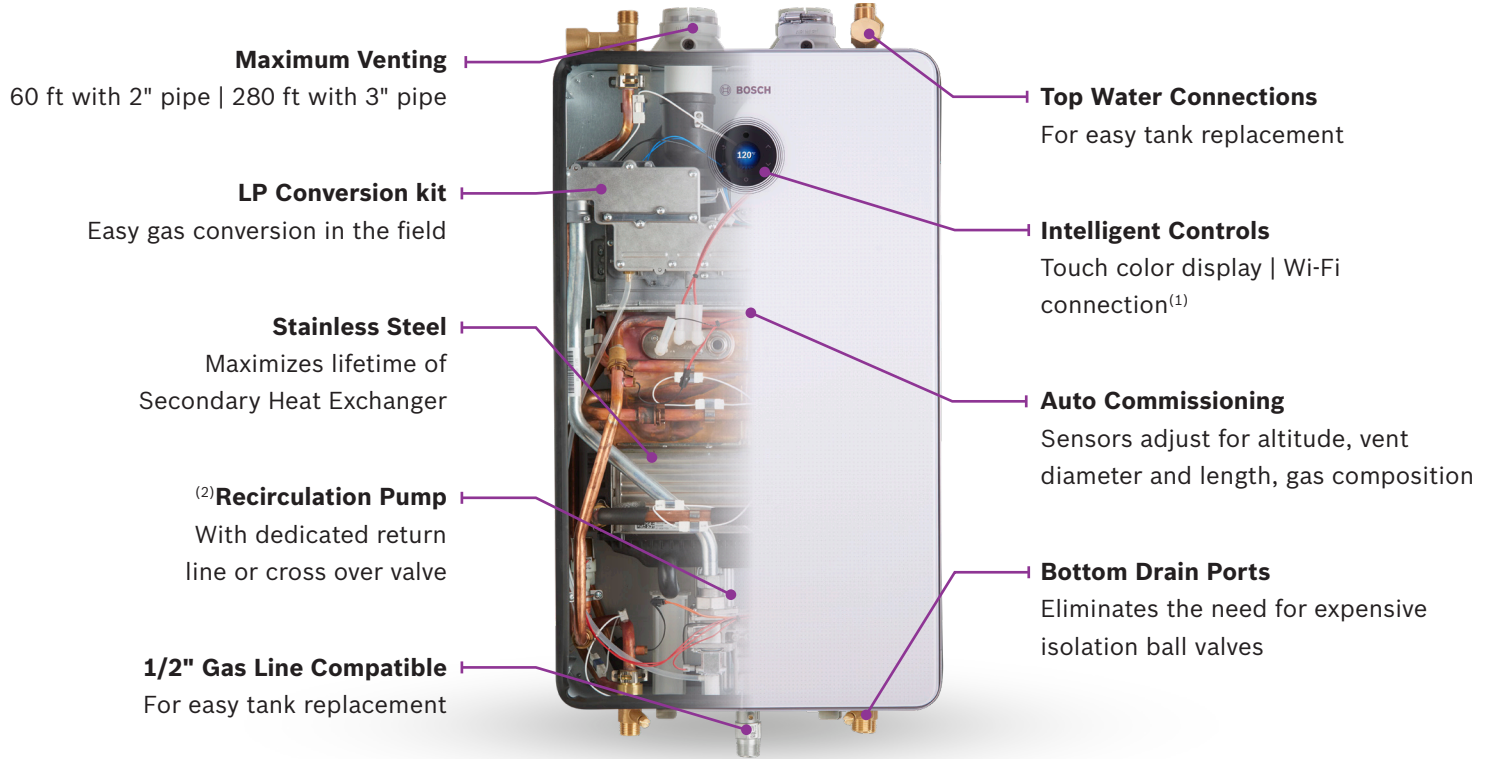 Maximum Venting
60 ft with 2" pipe | 280 ft with 3" pipe
LP Conversion kit
Easy gas conversion in the field
Stainless Steel
Maximizes lifetime of
Secondary Heat Exchanger
(2)Recirculation Pump
With dedicated return
line or cross over valve
1/2" Gas Line Compatible
For easy tank replacement
BOSCH
120°
Top Water Connections
For easy tank replacement
Intelligent Controls
Touch color display | Wi-Fi
connection(1)
Auto Commissioning
Sensors adjust for altitude, vent
diameter and length, gas composition
Bottom Drain Ports
Eliminates the need for expensive
isolation ball valves